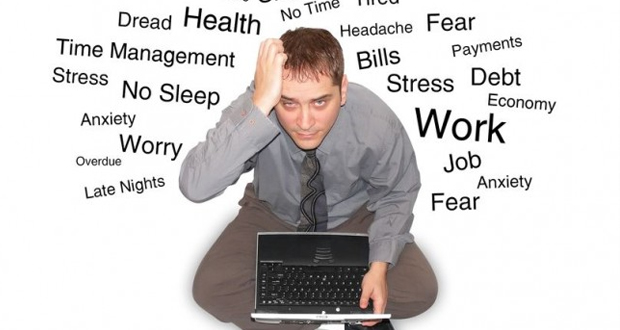 Dread
Health
No Time
Headache
Fear
Time Management
Bills
Payments
Stress
No Sleep
Stress
Debt
Economy
Anxiety
Work
Worry
Job
Overdue
Late Nights
Anxiety
Fear